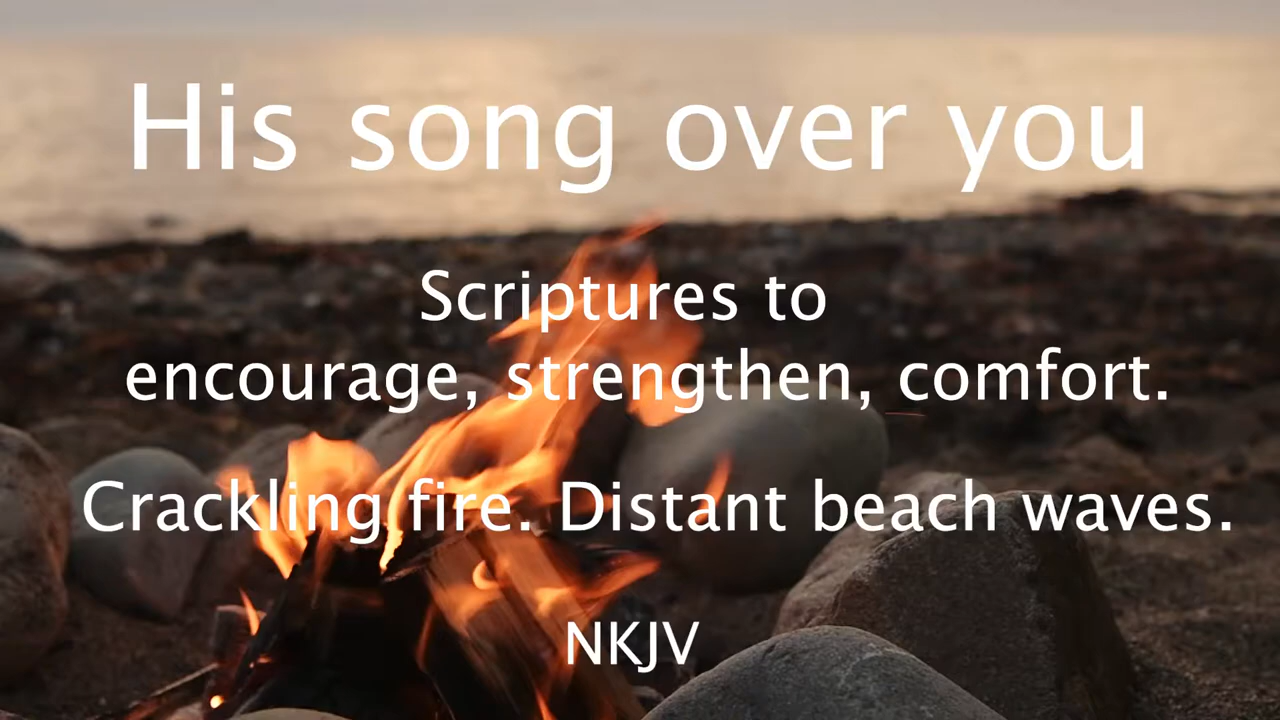 His song over you
Scriptures to
encourage, strengthen, comfort.
Crackling fire. Distant beach waves.
NKJV